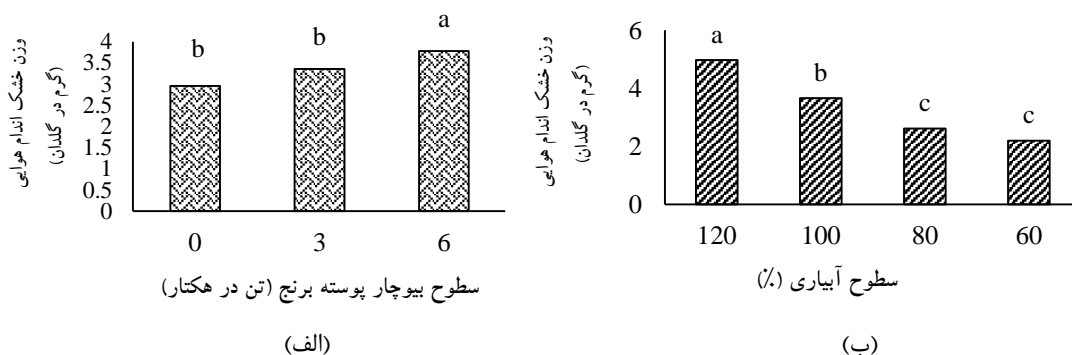 وزن خشک اندام هوایی
(گرم در گلدان)
4
3.5
3
2.5
2
1.5
1
0.5
0
b
b
a
0 3 6
سطوح بیوچار پوسته برنج (تن در هکتار)
(الف)
وزن خشک اندام هوایی
(گرم در گلدان)
6
4
2
0
a
b
c
c
120 100 80 60
سطوح آبیاری (٪)
(ب)